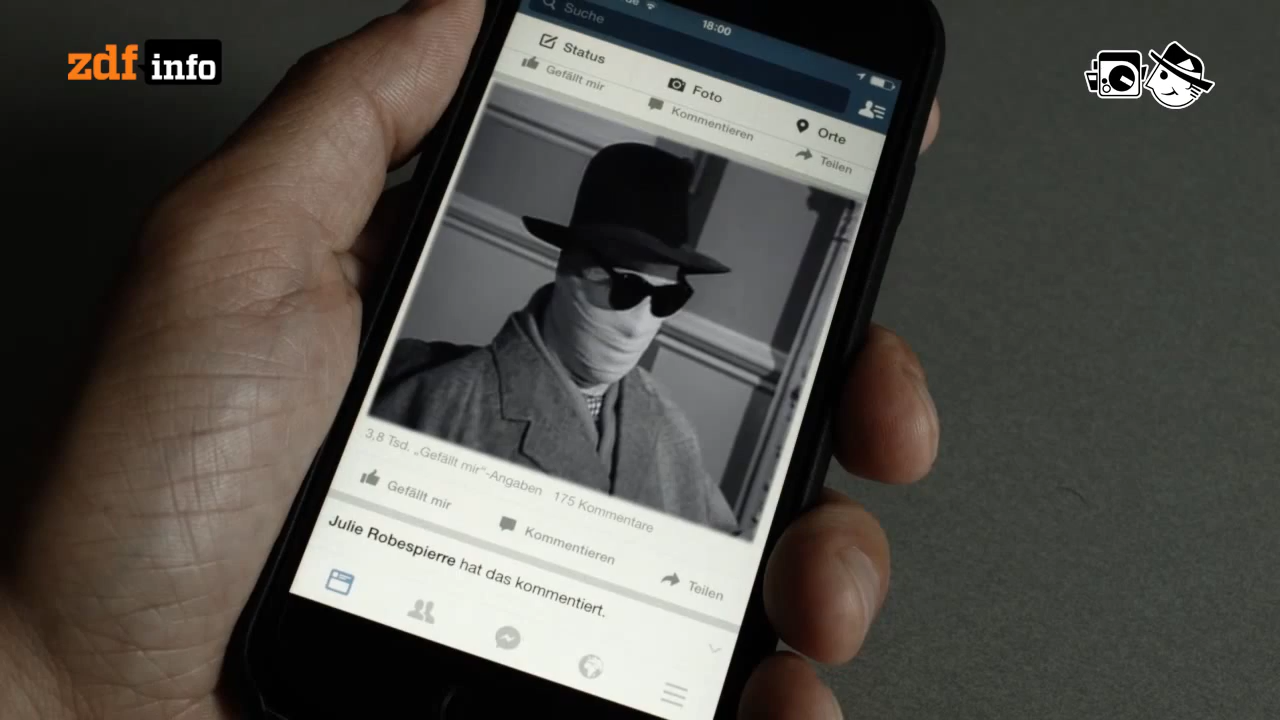 zdf info
18:00
Suche
Status
Foto
Orte
Gefällt mir
Kommentieren
Teilen
3,8 Tsd. „Gefällt mir“-Angaben 175 Kommentare
Gefällt mir
Kommentieren
Teilen
Julie Robespierre hat das kommentiert.